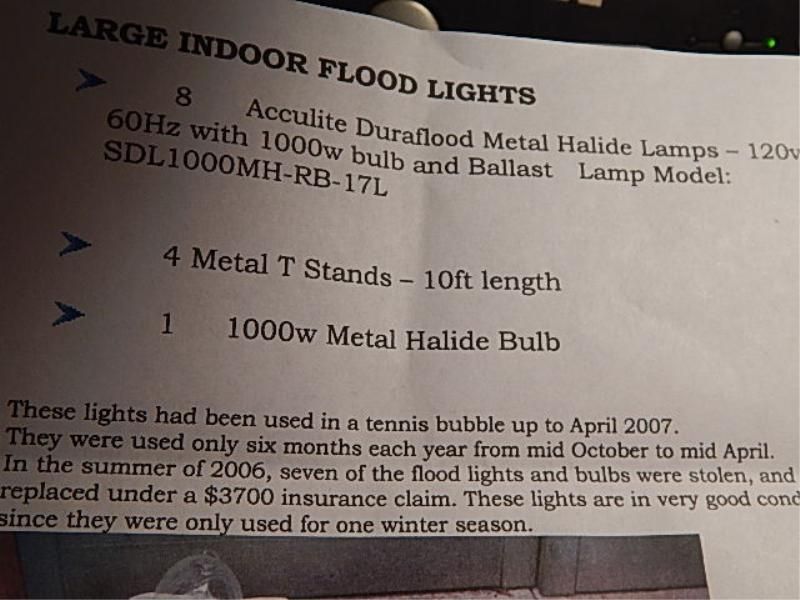 LARGE INDOOR FLOOD LIGHTS
8 Acculite Duraflood Metal Halide Lamps – 120v
60Hz with 1000w bulb and Ballast Lamp Model:
SDL1000MH-RB-17L
4 Metal T Stands – 10ft length
1 1000w Metal Halide Bulb
These lights had been used in a tennis bubble up to April 2007.
They were used only six months each year from mid October to mid April.
In the summer of 2006, seven of the flood lights and bulbs were stolen, and
replaced under a $3700 insurance claim. These lights are in very good cond
since they were only used for one winter season.